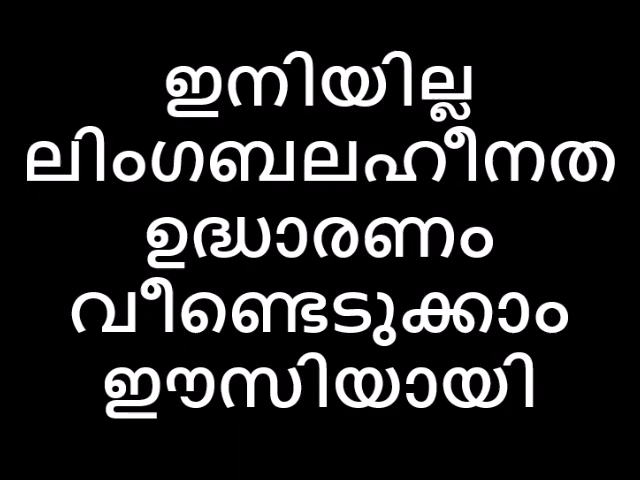 ഇനിയില്ല
ലിംഗബലഹീനത
ഉദ്ധാരണം
വീണ്ടെടുക്കാം
ഈസിയായി